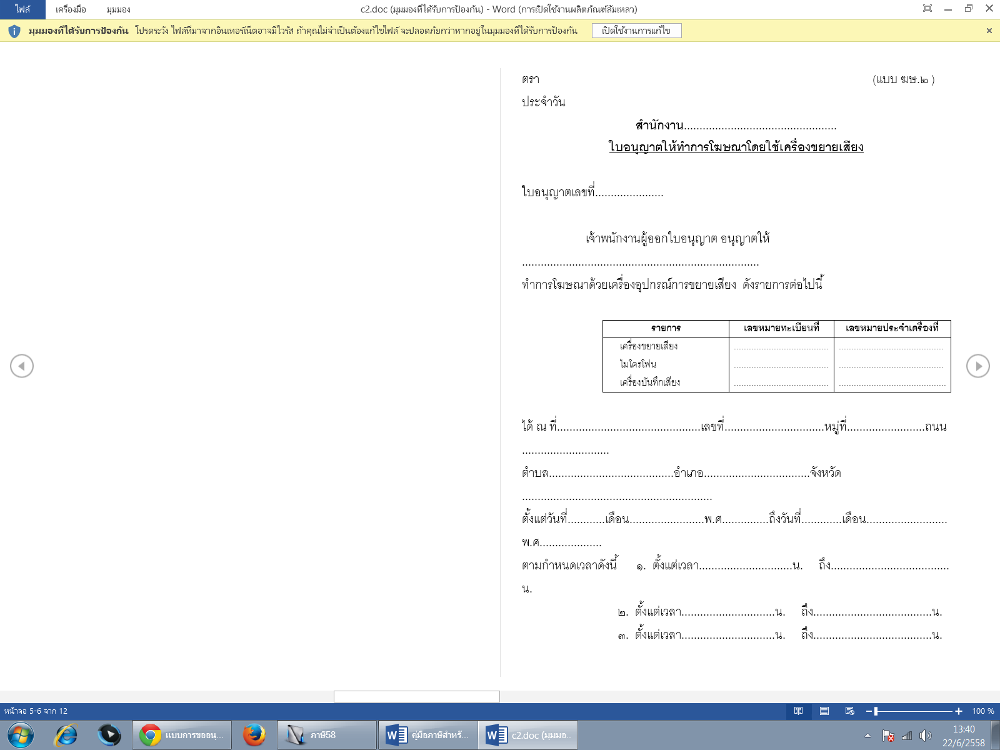 ไฟล์ เครื่องมือ มุมมอง c2.doc (มุมมองที่ได้รับการป้องกัน) - Word (การเปิดใช้งานผลิตภัณฑ์ล้มเหลว)
มุมมองที่ได้รับการป้องกัน โปรดระวัง ไฟล์ที่มาจากอินเทอร์เน็ตอาจมีไวรัส ถ้าคุณไม่จำเป็นต้องแก้ไขไฟล์ จะปลอดภัยกว่าหากอยู่ในมุมมองที่ได้รับการป้องกัน เปิดใช้งานการแก้ไข
ตรา (แบบ ฆษ.๒ )
ประจำวัน
สำนักงาน.................................................
ใบอนุญาตให้ทำการโฆษณาโดยใช้เครื่องขยายเสียง
ใบอนุญาตเลขที่......................
เจ้าพนักงานผู้ออกใบอนุญาต อนุญาตให้
............................................................................
ทำการโฆษณาด้วยเครื่องอุปกรณ์การขยายเสียง ดังรายการต่อไปนี้
รายการ เลขหมายทะเบียนที่ เลขหมายประจำเครื่องที่
เครื่องขยายเสียง .................................................. ........................................................
ไมโครโฟน .................................................. ........................................................
เครื่องบันทึกเสียง .................................................. .........................................................
ได้ ณ ที่..............................................เลขที่................................หมู่ที่.........................ถนน
............................
ตำบล........................................อำเภอ..................................จังหวัด
.............................................................
ตั้งแต่วันที่............เดือน........................พ.ศ...............ถึงวันที่.............เดือน..........................
พ.ศ....................
ตามกำหนดเวลาดังนี้ ๑. ตั้งแต่เวลา..............................น. ถึง......................................
น.
๒. ตั้งแต่เวลา..............................น. ถึง......................................น.
๓. ตั้งแต่เวลา..............................น. ถึง......................................น.
หน้าจอ 5-6 จาก 12 100 %
แบบการขออนุ... ภาษี58 คู่มือภาษีสำหรั... c2.doc (มุมมอ... 13:40
22/6/2558